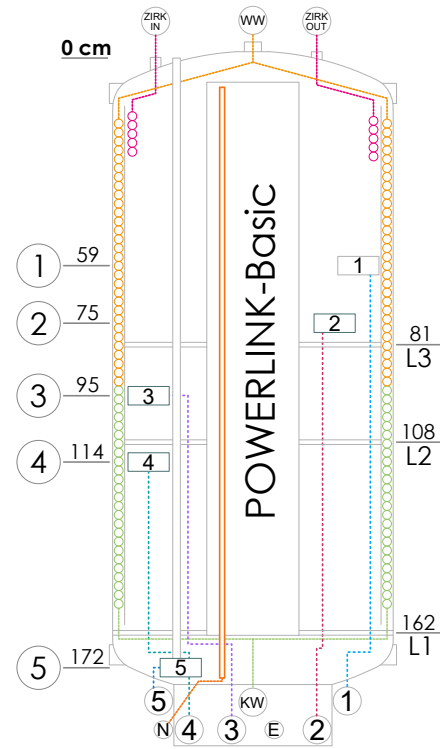 ZIRK
IN
WW
ZIRK
OUT
0 cm
POWERLINK-Basic
1 59
1
2 75
2
81
L3
3 95
3
108
L2
4 114
4
162
L1
5 172
5
5
N
4
3
KW
E
2
1